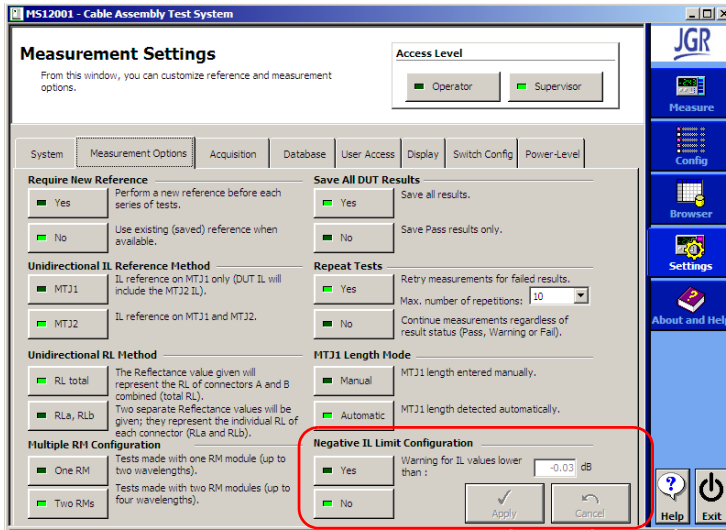 MS12001 - Cable Assembly Test System
Measurement Settings
From this window, you can customize reference and measurement
options.
Access Level
Operator
Supervisor
System
Measurement Options
Acquisition
Database
User Access
Display
Switch Config
Power-Level
Require New Reference
Yes
Perform a new reference before each
series of tests.
No
Use existing (saved) reference when
available.
Unidirectional IL Reference Method
MTJ1
IL reference on MTJ1 only (DUT IL will
include the MTJ2 IL).
MTJ2
IL reference on MTJ1 and MTJ2.
Unidirectional RL Method
RL total
The Reflectance value given will
represent the RL of connectors A and B
combined (total RL).
RLa, RLb
Two separate Reflectance values will be
given; they represent the individual RL of
each connector (RLa and RLb).
Multiple RM Configuration
One RM
Tests made with one RM module (up to
two wavelengths).
Two RMs
Tests made with two RM modules (up to
four wavelengths).
Save All DUT Results
Yes
Save all results.
No
Save Pass results only.
Repeat Tests
Yes
Retry measurements for failed results.
Max. number of repetitions: 10
No
Continue measurements regardless of
result status (Pass, Warning or Fail).
MTJ1 Length Mode
Manual
MTJ1 length entered manually.
Automatic
MTJ1 length detected automatically.
Negative IL Limit Configuration
Yes
Warning for IL values lower
than : -0.03 dB
No
Apply
Cancel
JGR
Measure
Config
Browser
Settings
About and Help
Help
Exit